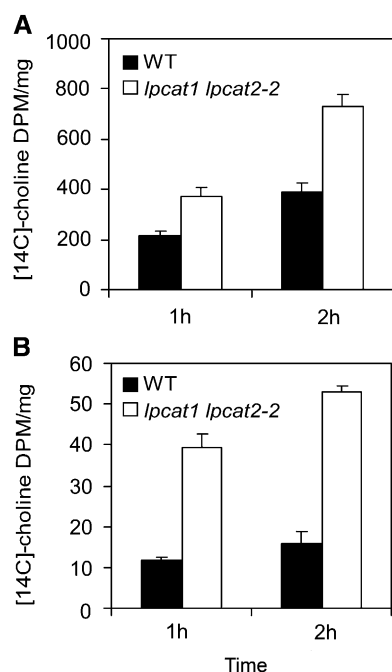 A
[14C]-choline DPM/mg
1000
800
600
400
200
0
WT
lpcat1 lpcat2-2
1h
2h
B
[14C]-choline DPM/mg
60
50
40
30
20
10
0
WT
lpcat1 lpcat2-2
1h
2h
Time